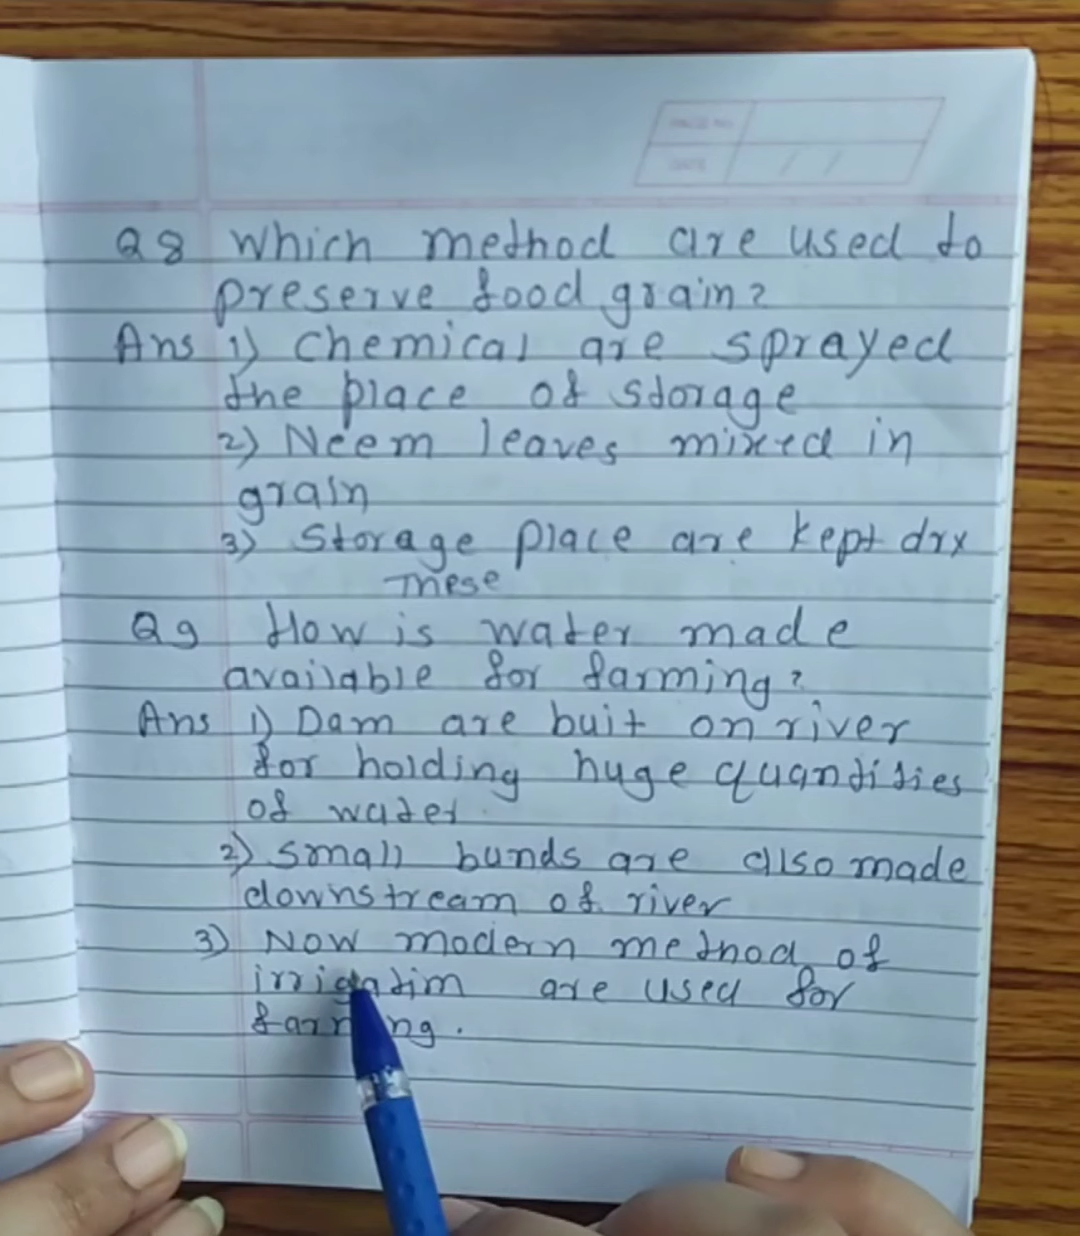 PAGE NO.
DATE / /
Q8 Which method are used to
preserve food grain?
Ans 1) Chemical are sprayed
the place of storage
2) Neem leaves mixed in
grain
3) Storage place are kept dry
These
Q9 How is water made
available for farming?
Ans 1) Dam are buit on river
for holding huge quantities
of water.
2) Small bunds are also made
downstream of river
3) Now modern method of
irrigation are used for
farming.